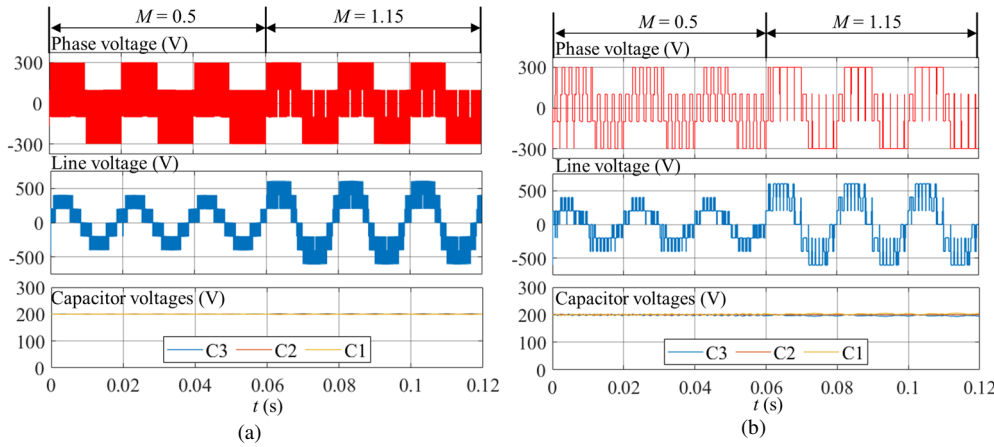 M = 0.5
M = 1.15
Phase voltage (V)
300
0
-300
Line voltage (V)
500
0
-500
300
Capacitor voltages (V)
200
100
C3
C2
C1
0
0
0.02
0.04
0.06
0.08
0.1
0.12
t (s)
(a)
M = 0.5
M = 1.15
Phase voltage (V)
300
0
-300
Line voltage (V)
500
0
-500
300
Capacitor voltages (V)
200
100
C3
C2
C1
0
0
0.02
0.04
0.06
0.08
0.1
0.12
t (s)
(b)